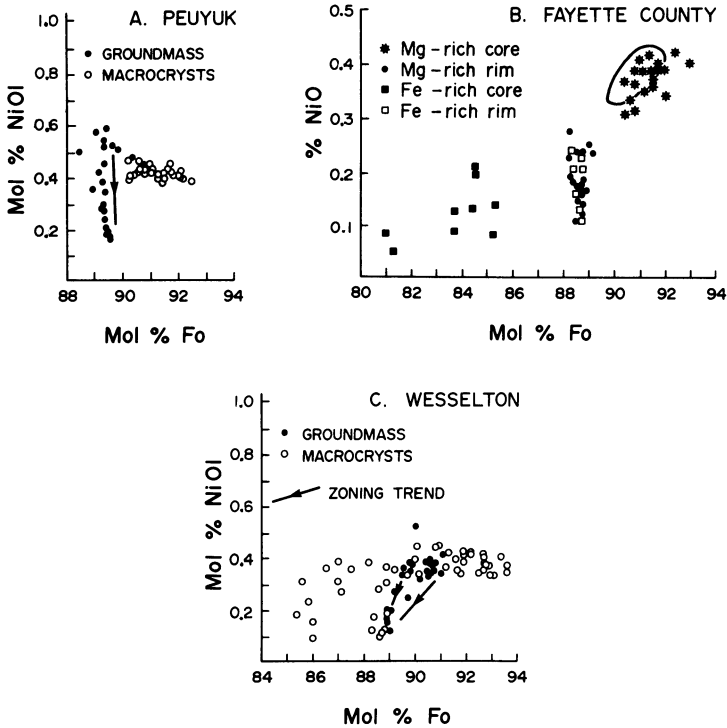 A. PEUYUK
1.0
0.8
0.6
0.4
0.2
Mol % NiOl
GROUNDMASS
MACROCRYSTS
88 90 92 94
Mol % Fo
B. FAYETTE COUNTY
0.5
0.4
0.3
0.2
0.1
% NiO
Mg-rich core
Mg-rich rim
Fe -rich core
Fe -rich rim
80 82 84 86 88 90 92 94
Mol % Fo
C. WESSELTON
1.0
0.8
0.6
0.4
0.2
Mol % NiOl
GROUNDMASS
MACROCRYSTS
ZONING TREND
84 86 88 90 92 94
Mol % Fo